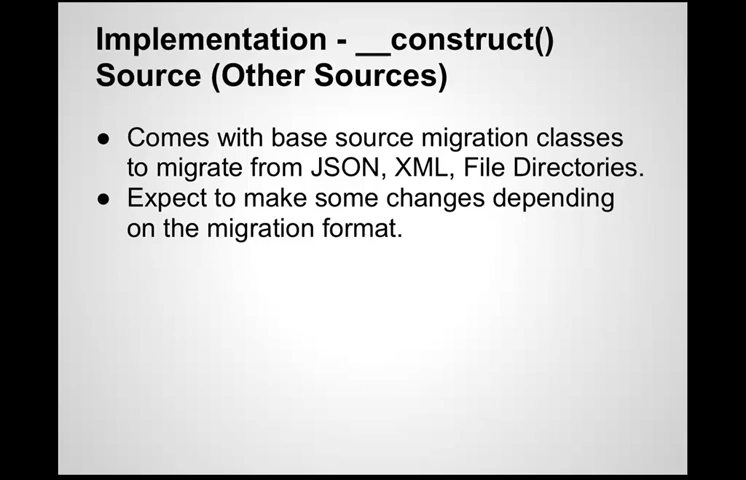 Implementation - __construct()
Source (Other Sources)
● Comes with base source migration classes
to migrate from JSON, XML, File Directories.
● Expect to make some changes depending
on the migration format.